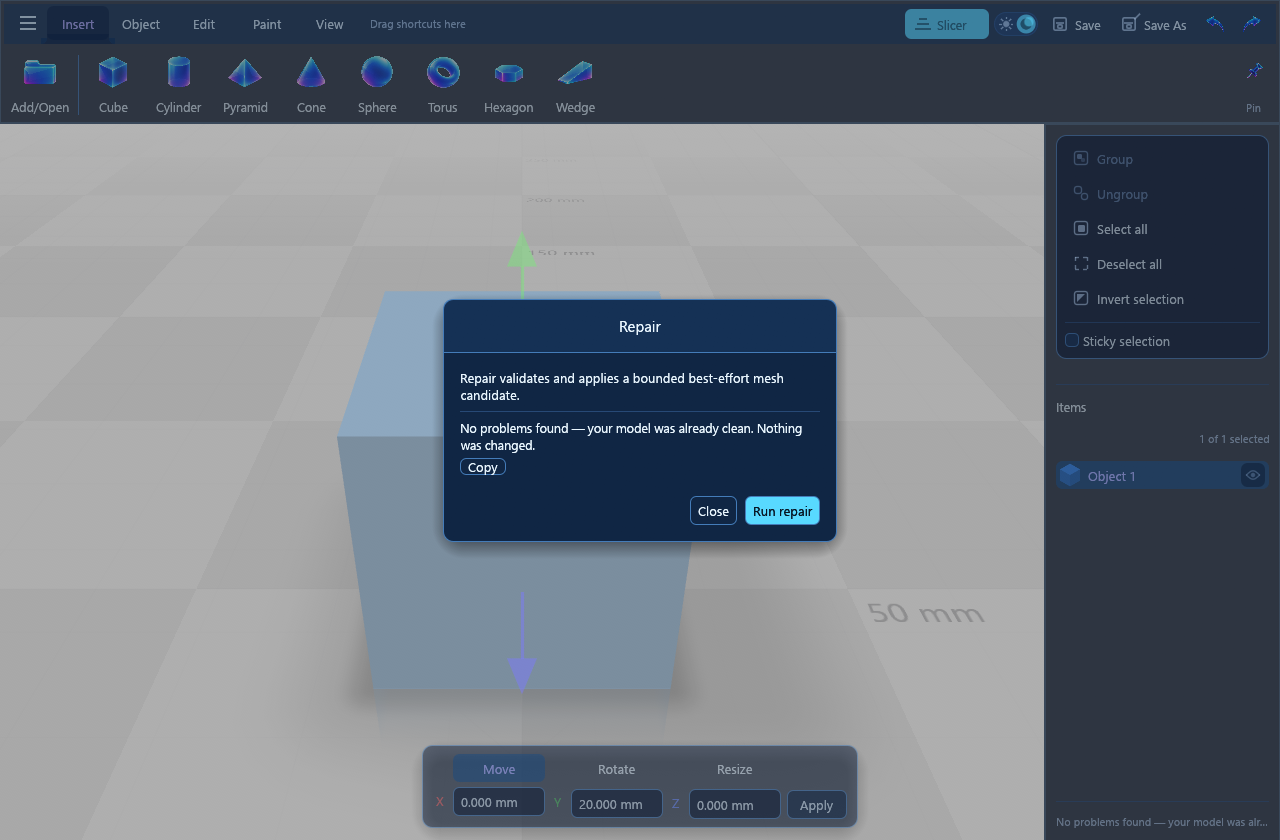 Insert
Object
Edit
Paint
View
Drag shortcuts here
Slicer
Save
Save As
Add/Open
Cube
Cylinder
Pyramid
Cone
Sphere
Torus
Hexagon
Wedge
Pin
Group
Ungroup
Select all
Deselect all
Invert selection
Sticky selection
Items
1 of 1 selected
Object 1
200 mm
150 mm
50 mm
Repair
Repair validates and applies a bounded best-effort mesh
candidate.
No problems found — your model was already clean. Nothing
was changed.
Copy
Close
Run repair
Move
Rotate
Resize
X
0.000 mm
Y
20.000 mm
Z
0.000 mm
Apply
No problems found — your model was alr...